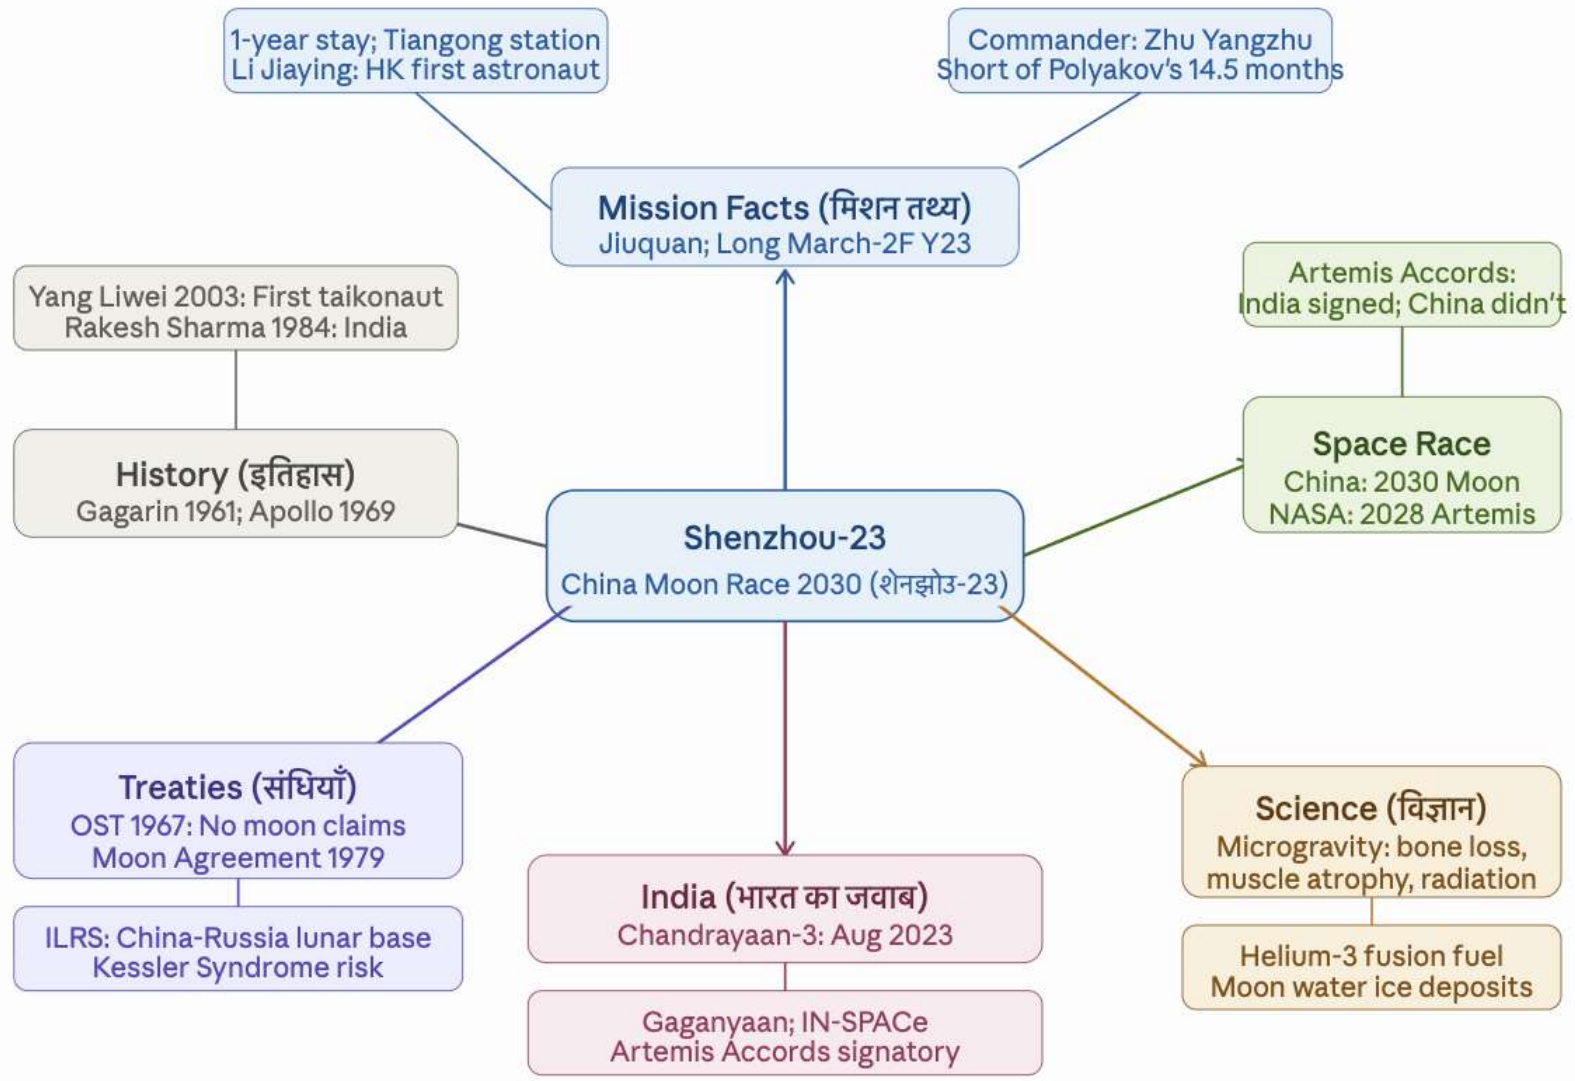 1-year stay; Tiangong station
Li Jiaying: HK first astronaut
Commander: Zhu Yangzhu
Short of Polyakov's 14.5 months
Mission Facts (मिशन तथ्य)
Jiuquan; Long March-2F Y23
Yang Liwei 2003: First taikonaut
Rakesh Sharma 1984: India
Artemis Accords:
India signed; China didn't
History (इतिहास)
Gagarin 1961; Apollo 1969
Space Race
China: 2030 Moon
NASA: 2028 Artemis
Shenzhou-23
China Moon Race 2030 (शेनझोउ-23)
Treaties (संधियाँ)
OST 1967: No moon claims
Moon Agreement 1979
ILRS: China-Russia lunar base
Kessler Syndrome risk
India (भारत का जवाब)
Chandrayaan-3: Aug 2023
Gaganyaan; IN-SPACe
Artemis Accords signatory
Science (विज्ञान)
Microgravity: bone loss,
muscle atrophy, radiation
Helium-3 fusion fuel
Moon water ice deposits